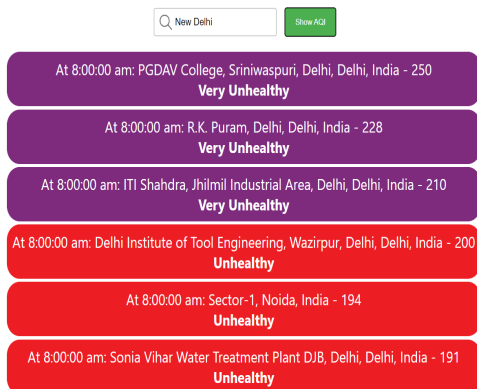 New Delhi
Show AQI
At 8:00:00 am: PGDAV College, Sriniwaspuri, Delhi, Delhi, India - 250
Very Unhealthy
At 8:00:00 am: R.K. Puram, Delhi, Delhi, India - 228
Very Unhealthy
At 8:00:00 am: ITI Shahdra, Jhilmil Industrial Area, Delhi, Delhi, India - 210
Very Unhealthy
At 8:00:00 am: Delhi Institute of Tool Engineering, Wazirpur, Delhi, Delhi, India - 200
Unhealthy
At 8:00:00 am: Sector-1, Noida, India - 194
Unhealthy
At 8:00:00 am: Sonia Vihar Water Treatment Plant DJB, Delhi, Delhi, India - 191
Unhealthy